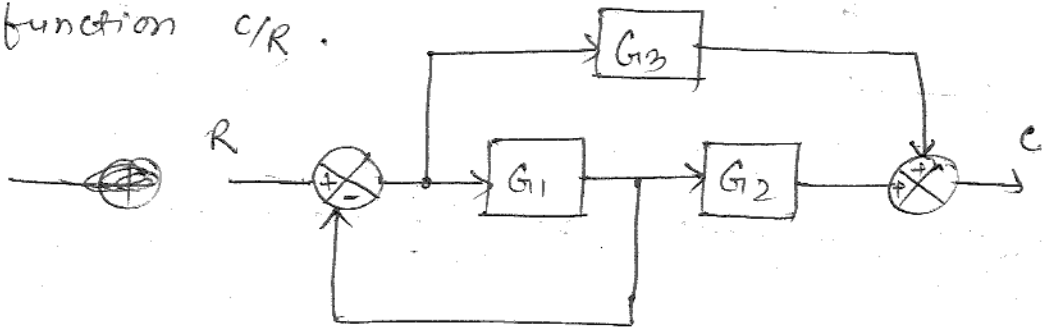 function C/R.
G3
R
C
+
-
G1
G2
+
+